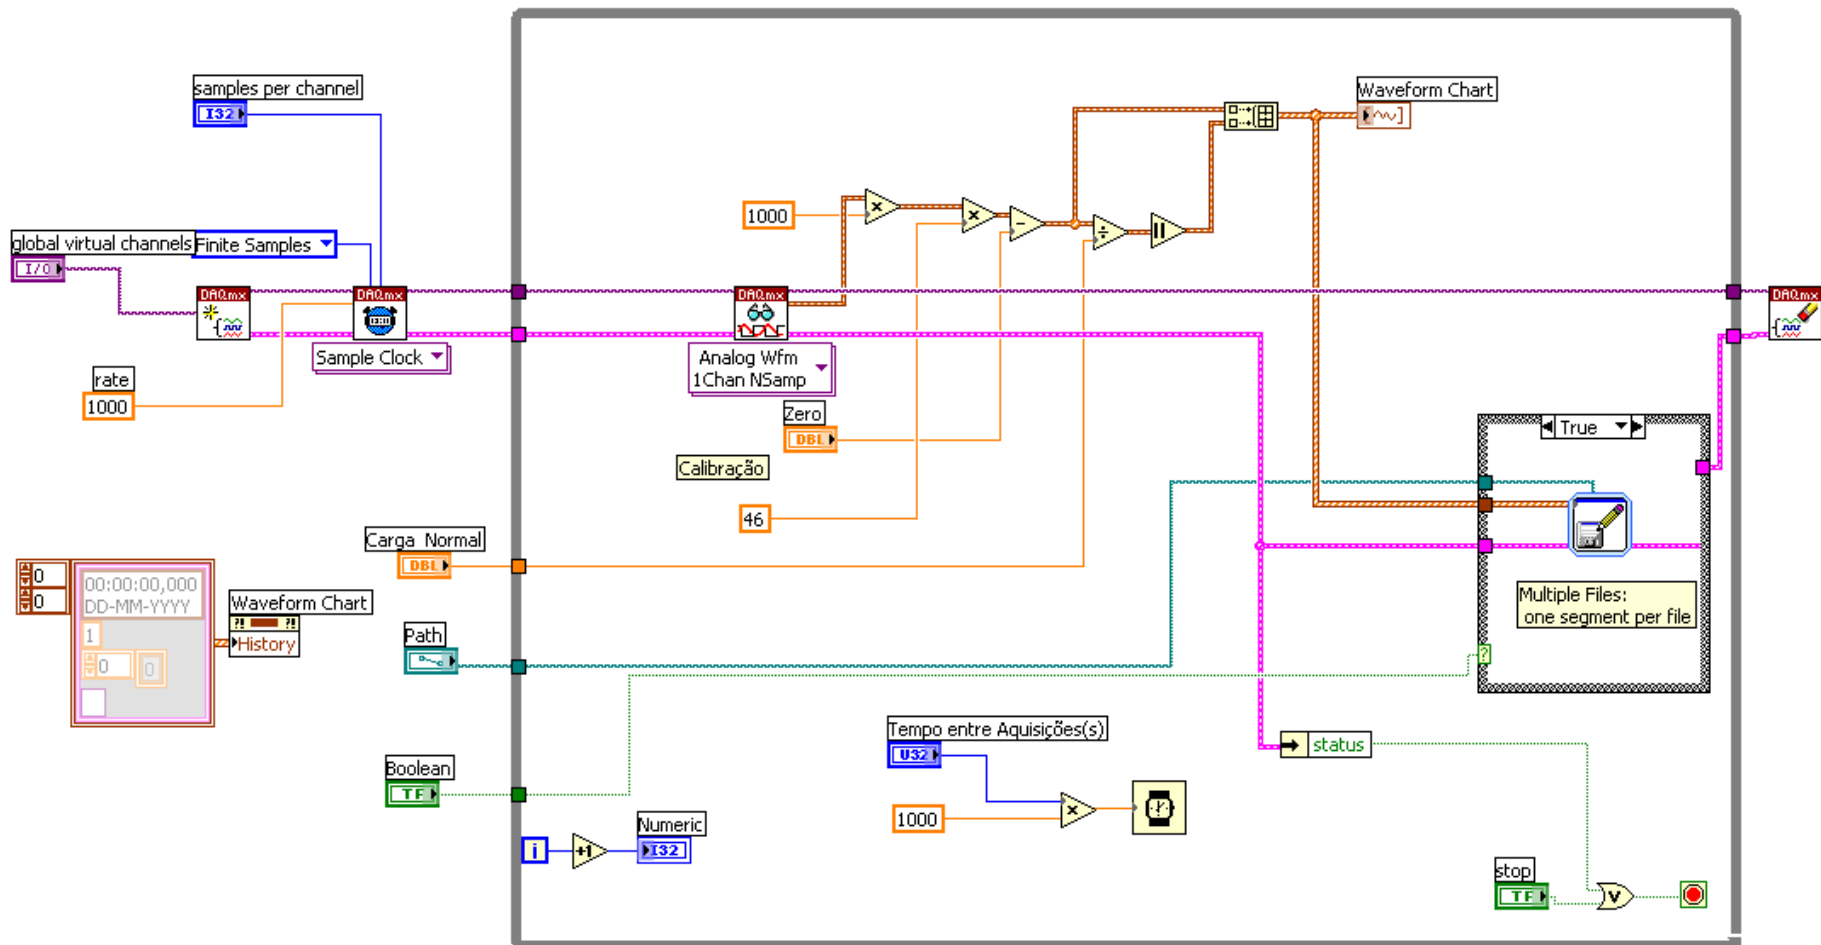 samples per channel
I32
global virtual channels
I/O
Finite Samples
DAQmx
DAQmx
Sample Clock
rate
1000
Waveform Chart
1000
DAQmx
Analog Wfm
1Chan NSamp
Zero
DBL
Calibração
46
DAQmx
True
Multiple Files:
one segment per file
?
Carga Normal
DBL
0
0
00:00:00,000
DD-MM-YYYY
1
0
0
Waveform Chart
?! ?!
History
Path
Boolean
TF
i
+1
Numeric
I32
Tempo entre Aquisições(s)
U32
1000
status
stop
TF
V